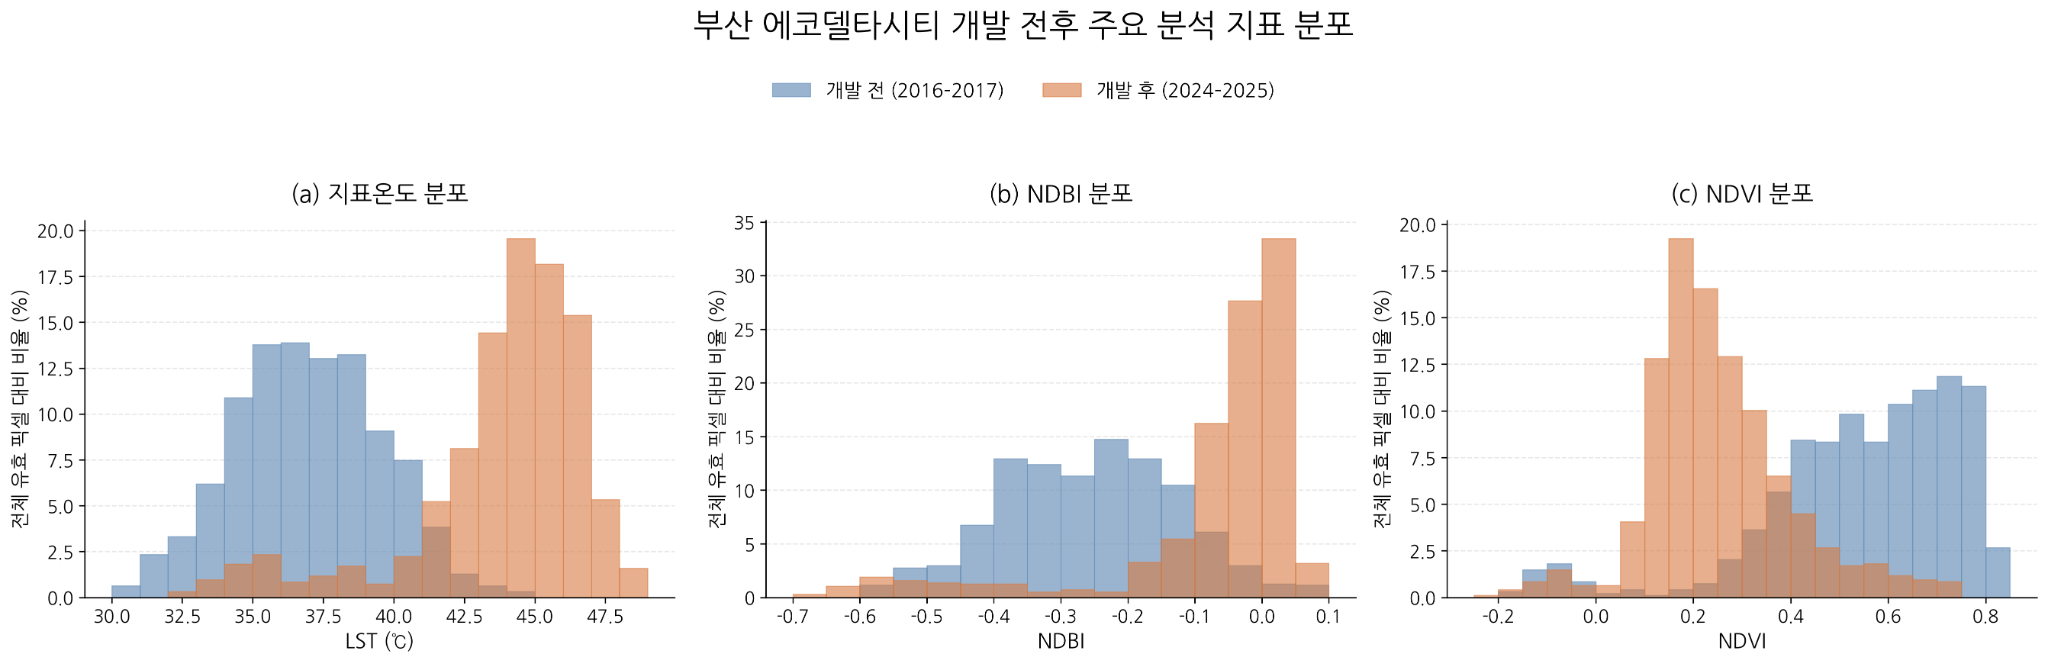 부산 에코델타시티 개발 전후 주요 분석 지표 분포
개발 전 (2016-2017) 개발 후 (2024-2025)
(a) 지표온도 분포
전체 유효 픽셀 대비 비율 (%)
20.0
17.5
15.0
12.5
10.0
7.5
5.0
2.5
0.0
30.0 32.5 35.0 37.5 40.0 42.5 45.0 47.5
LST (℃)
(b) NDBI 분포
전체 유효 픽셀 대비 비율 (%)
35
30
25
20
15
10
5
0
-0.7 -0.6 -0.5 -0.4 -0.3 -0.2 -0.1 0.0 0.1
NDBI
(c) NDVI 분포
전체 유효 픽셀 대비 비율 (%)
20.0
17.5
15.0
12.5
10.0
7.5
5.0
2.5
0.0
-0.2 0.0 0.2 0.4 0.6 0.8
NDVI